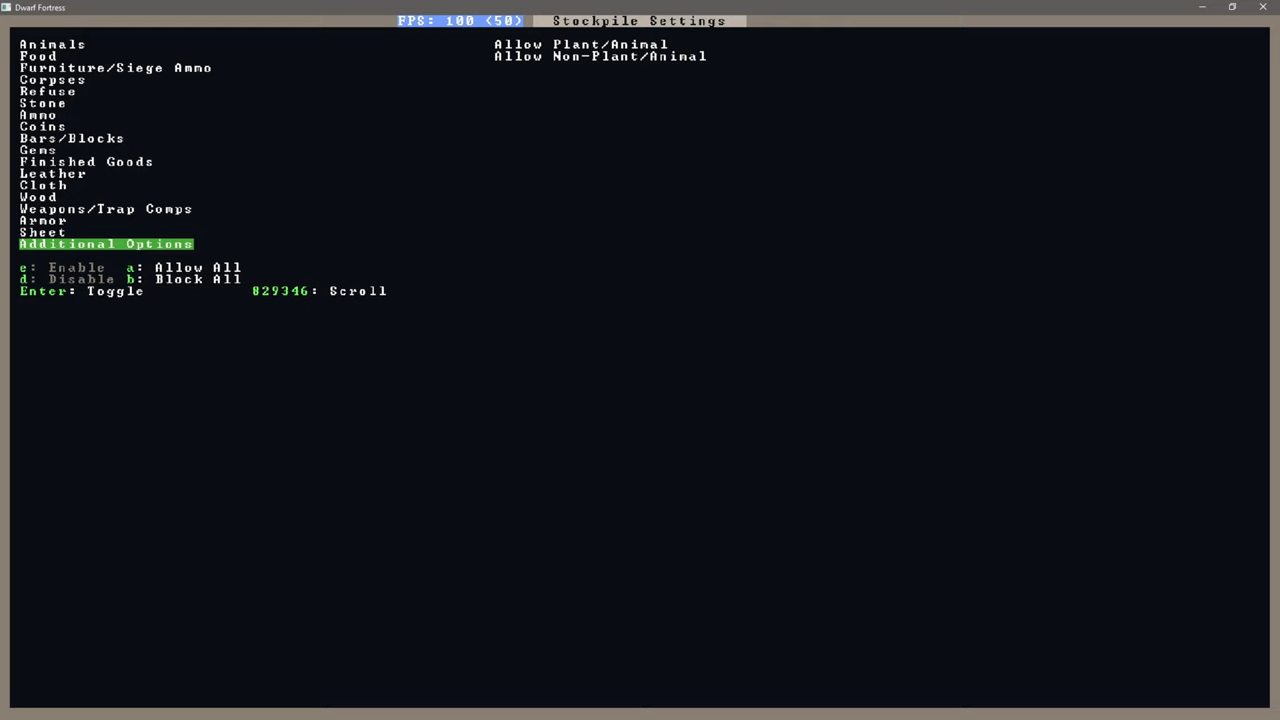 Dwarf Fortress
FPS: 100 (50) Stockpile Settings
Animals Allow Plant/Animal
Food Allow Non-Plant/Animal
Furniture/Siege Ammo
Corpses
Refuse
Stone
Ammo
Coins
Bars/Blocks
Gems
Finished Goods
Leather
Cloth
Wood
Weapons/Trap Comps
Armor
Sheet
Additional Options
e: Enable a: Allow All
d: Disable b: Block All
Enter: Toggle 829346: Scroll